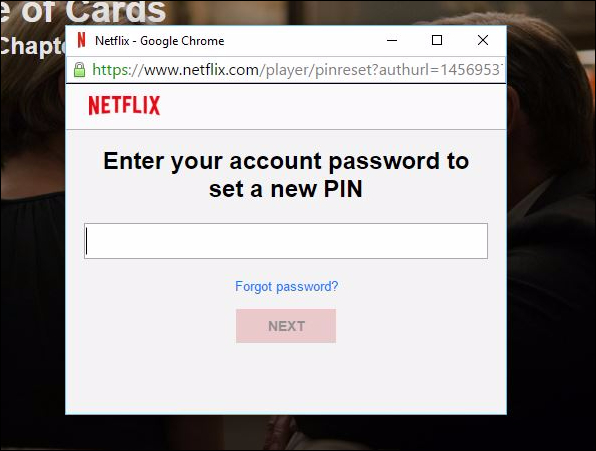 e of Cards
Chapte
N Netflix - Google Chrome
https://www.netflix.com/player/pinreset?authurl=14569537
NETFLIX
Enter your account password to
set a new PIN
Forgot password?
NEXT